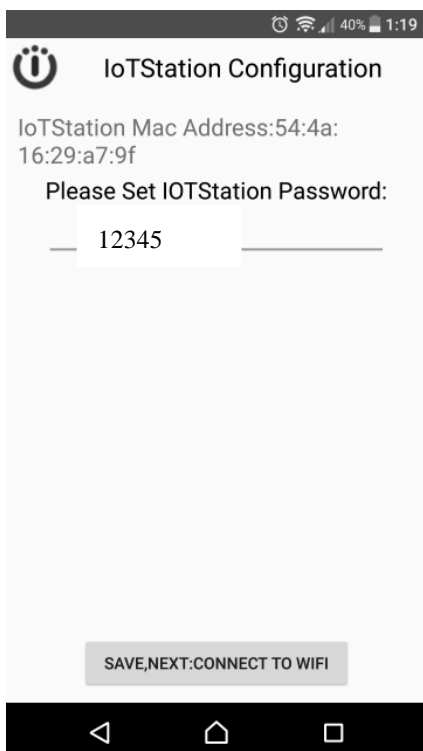 40% 1:19
IoTStation Configuration
IoTStation Mac Address:54:4a:
16:29:a7:9f
Please Set IOTStation Password:
12345
SAVE,NEXT:CONNECT TO WIFI